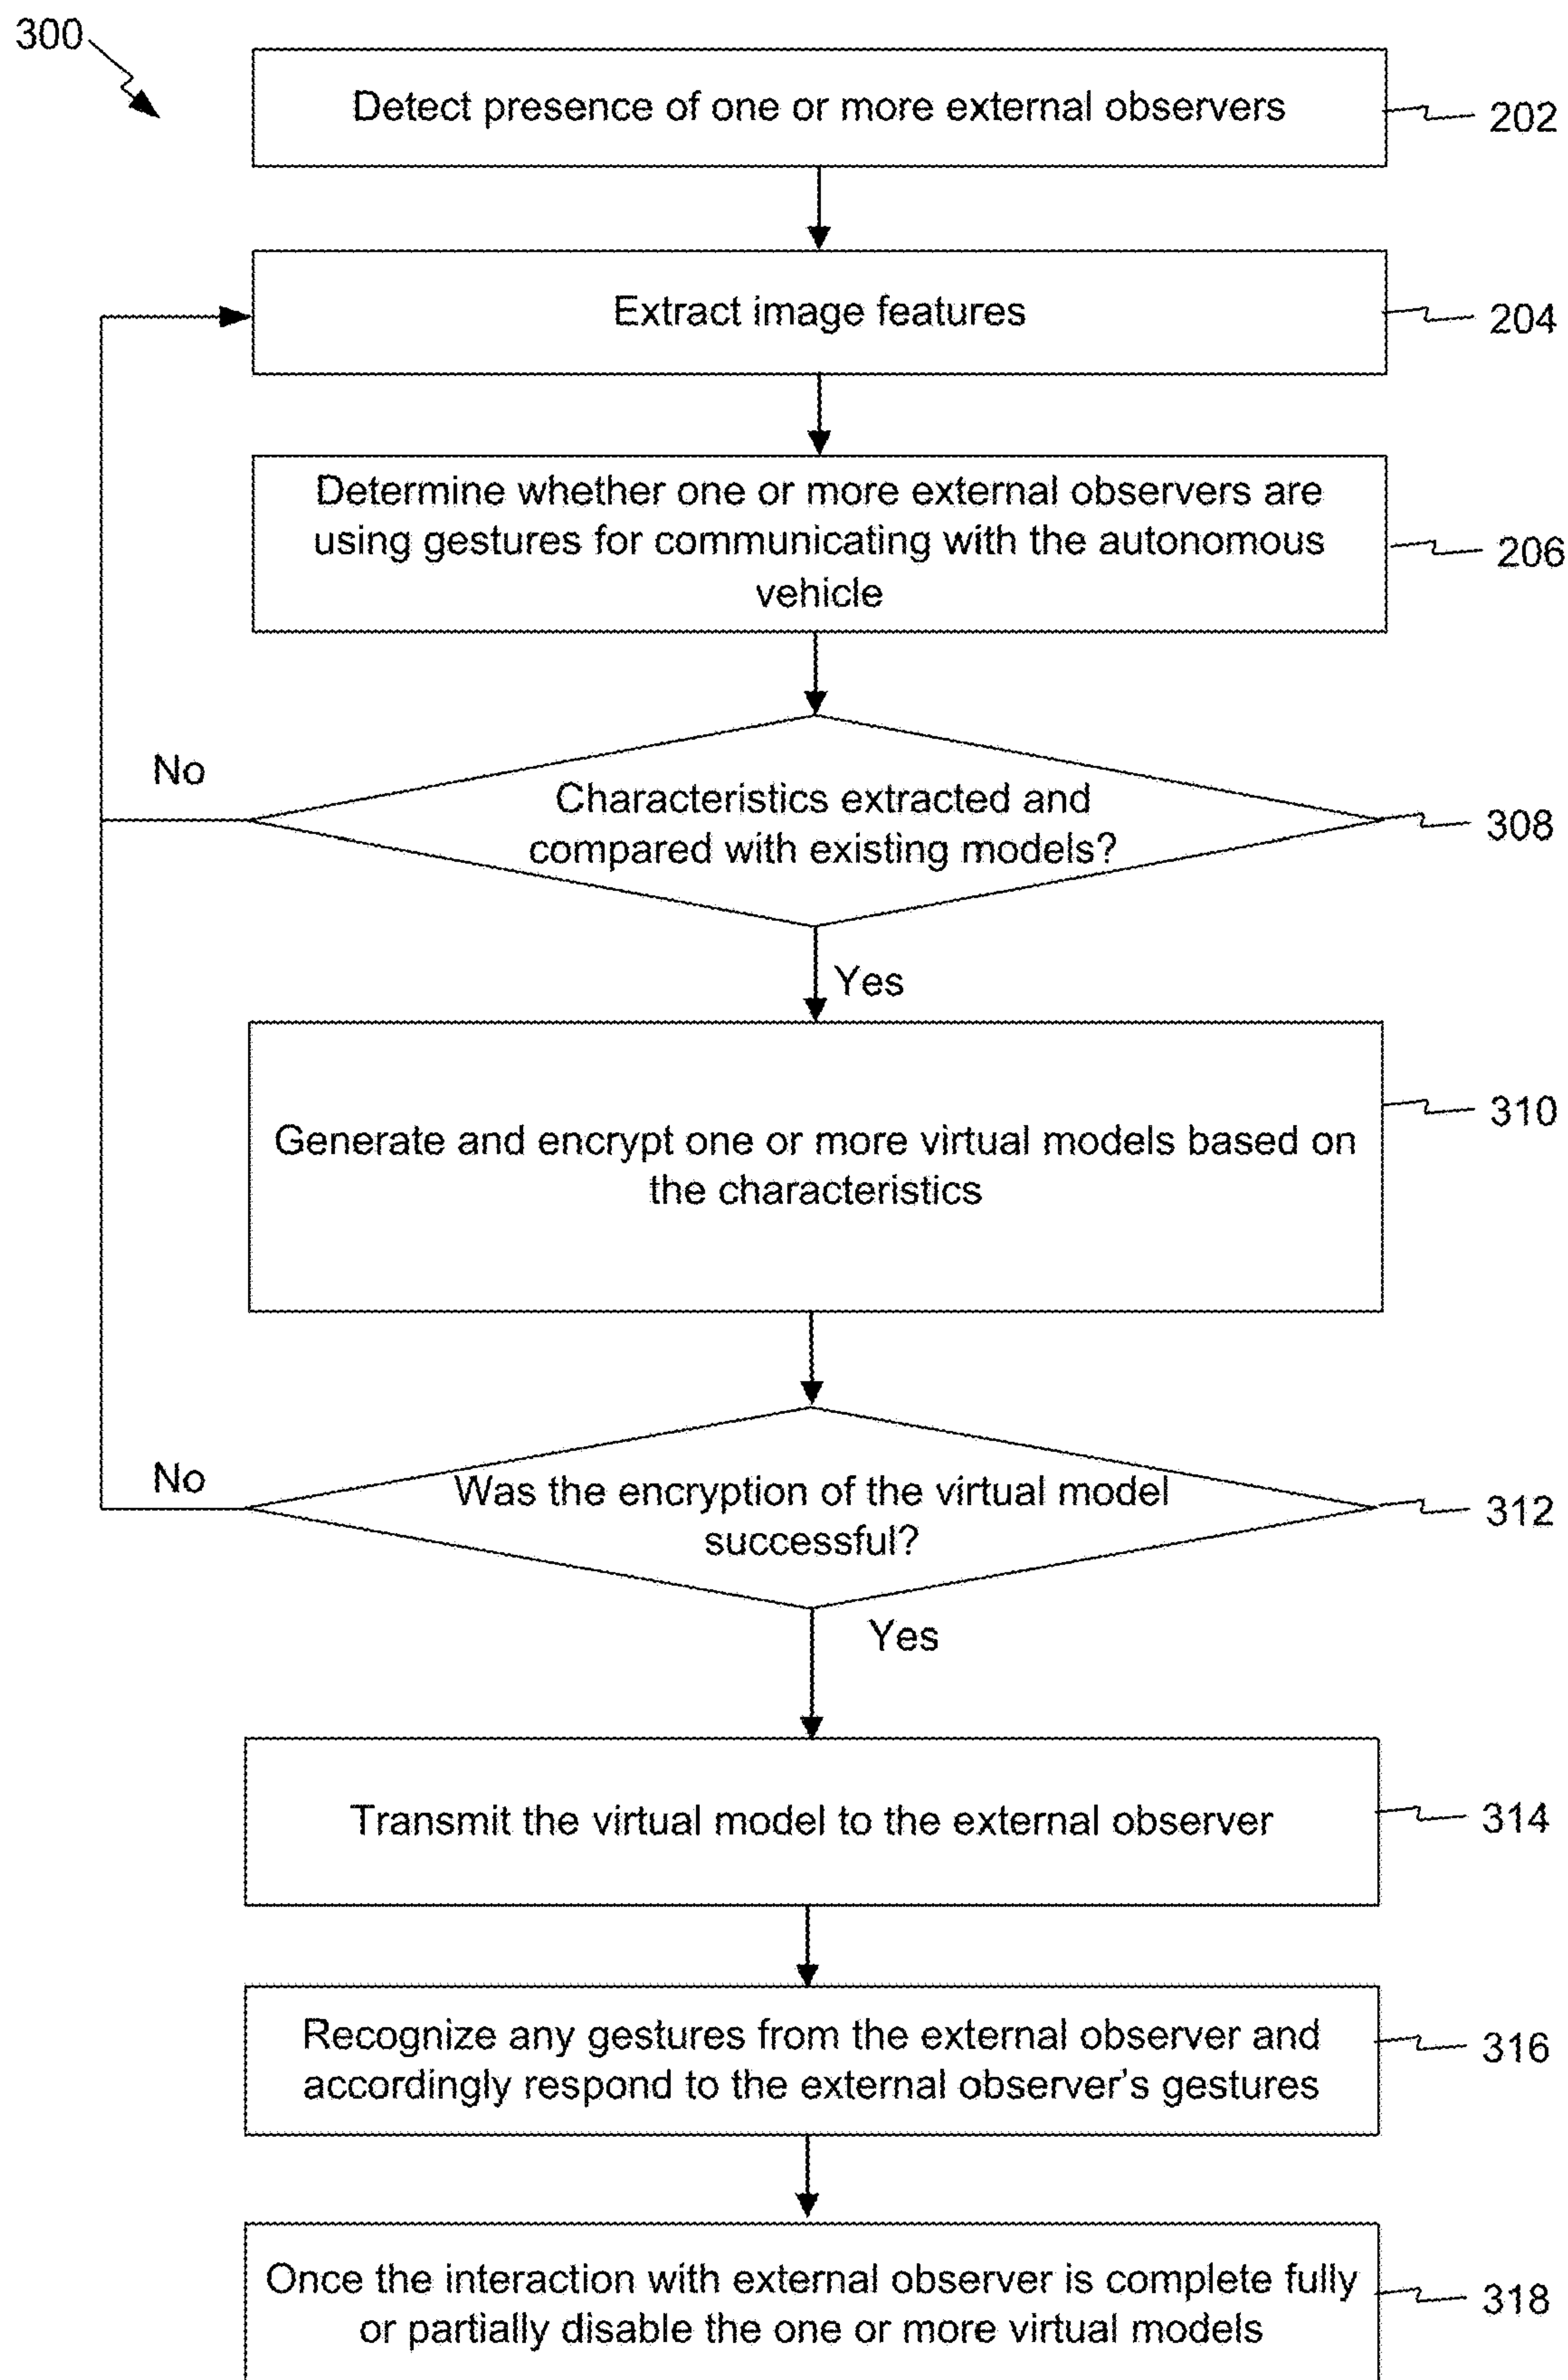 300
Detect presence of one or more external observers
202
Extract image features
204
Determine whether one or more external observers are
using gestures for communicating with the autonomous
vehicle
206
No
Characteristics extracted and
compared with existing models?
308
Yes
Generate and encrypt one or more virtual models based on
the characteristics
310
No
Was the encryption of the virtual model
successful?
312
Yes
Transmit the virtual model to the external observer
314
Recognize any gestures from the external observer and
accordingly respond to the external observer's gestures
316
Once the interaction with external observer is complete fully
or partially disable the one or more virtual models
318